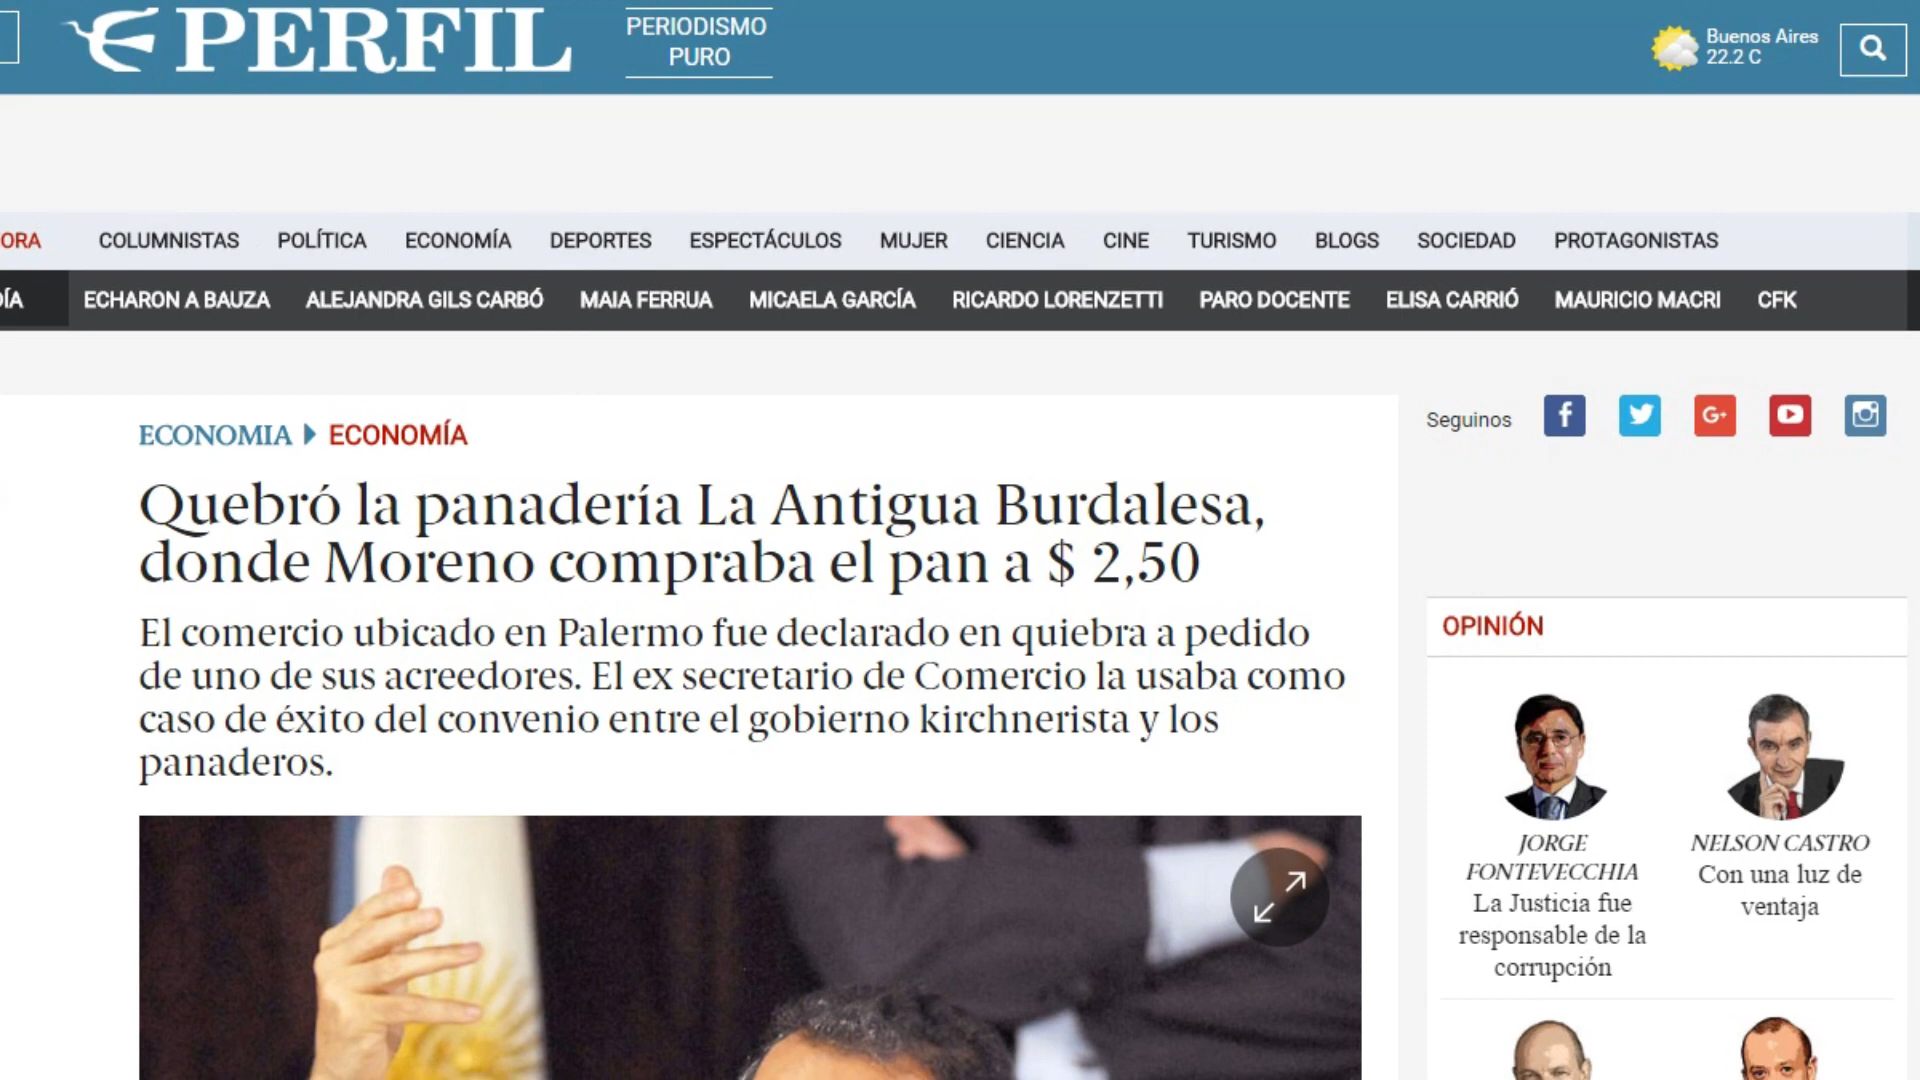 PERFIL
PERIODISMO
PURO
Buenos Aires
22.2 C
ORA COLUMNISTAS POLÍTICA ECONOMÍA DEPORTES ESPECTÁCULOS MUJER CIENCIA CINE TURISMO BLOGS SOCIEDAD PROTAGONISTAS
DÍA ECHARON A BAUZA ALEJANDRA GILS CARBÓ MAIA FERRUA MICAELA GARCÍA RICARDO LORENZETTI PARO DOCENTE ELISA CARRIÓ MAURICIO MACRI CFK
ECONOMIA ECONOMÍA
Quebró la panadería La Antigua Burdalesa,
donde Moreno compraba el pan a $ 2,50
El comercio ubicado en Palermo fue declarado en quiebra a pedido
de uno de sus acreedores. El ex secretario de Comercio la usaba como
caso de éxito del convenio entre el gobierno kirchnerista y los
panaderos.
Seguinos
OPINIÓN
JORGE
FONTEVECCHIA
La Justicia fue
responsable de la
corrupción
NELSON CASTRO
Con una luz de
ventaja